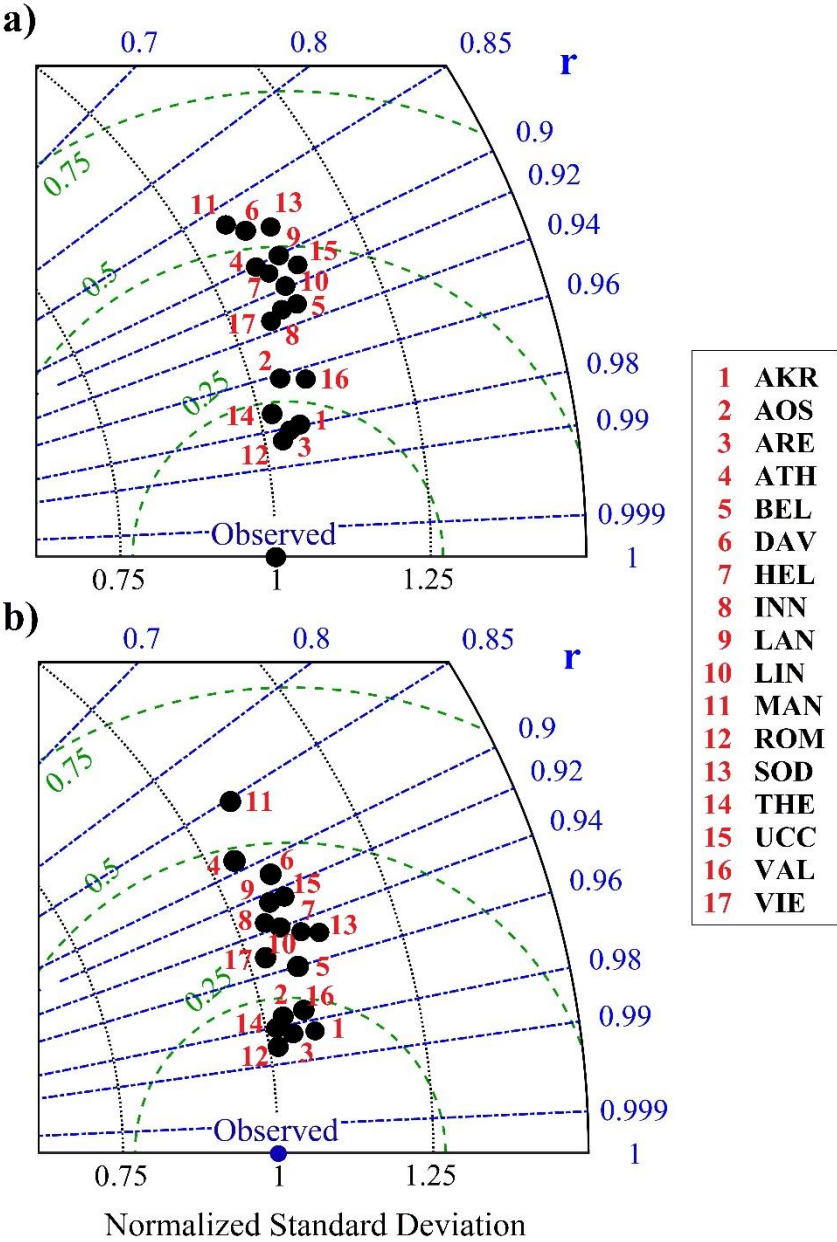 a)
0.7
0.8
0.85
r
0.9
0.92
0.94
0.96
0.98
0.99
0.999
1
0.75
0.5
0.25
11
6
13
9
4
15
7
10
5
17
8
2
16
14
1
12
3
Observed
0.75
1
1.25
b)
0.7
0.8
0.85
r
0.9
0.92
0.94
0.96
0.98
0.99
0.999
1
0.75
0.5
0.25
11
4
6
9
15
8
7
13
10
17
5
2
16
14
1
12
3
Observed
0.75
1
1.25
Normalized Standard Deviation
1 AKR
2 AOS
3 ARE
4 ATH
5 BEL
6 DAV
7 HEL
8 INN
9 LAN
10 LIN
11 MAN
12 ROM
13 SOD
14 THE
15 UCC
16 VAL
17 VIE